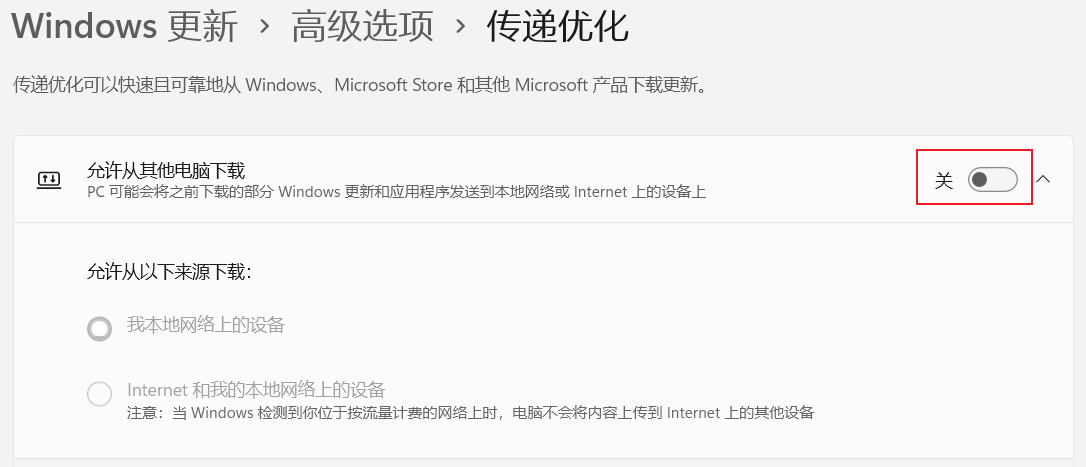 Windows 更新 › 高级选项 › 传递优化
传递优化可以快速且可靠地从 Windows、Microsoft Store 和其他 Microsoft 产品下载更新。
允许从其他电脑下载
PC 可能会将之前下载的部分 Windows 更新和应用程序发送到本地网络或 Internet 上的设备上
关
允许从以下来源下载：
我本地网络上的设备
Internet 和我的本地网络上的设备
注意：当 Windows 检测到你位于按流量计费的网络上时，电脑不会将内容上传到 Internet 上的其他设备